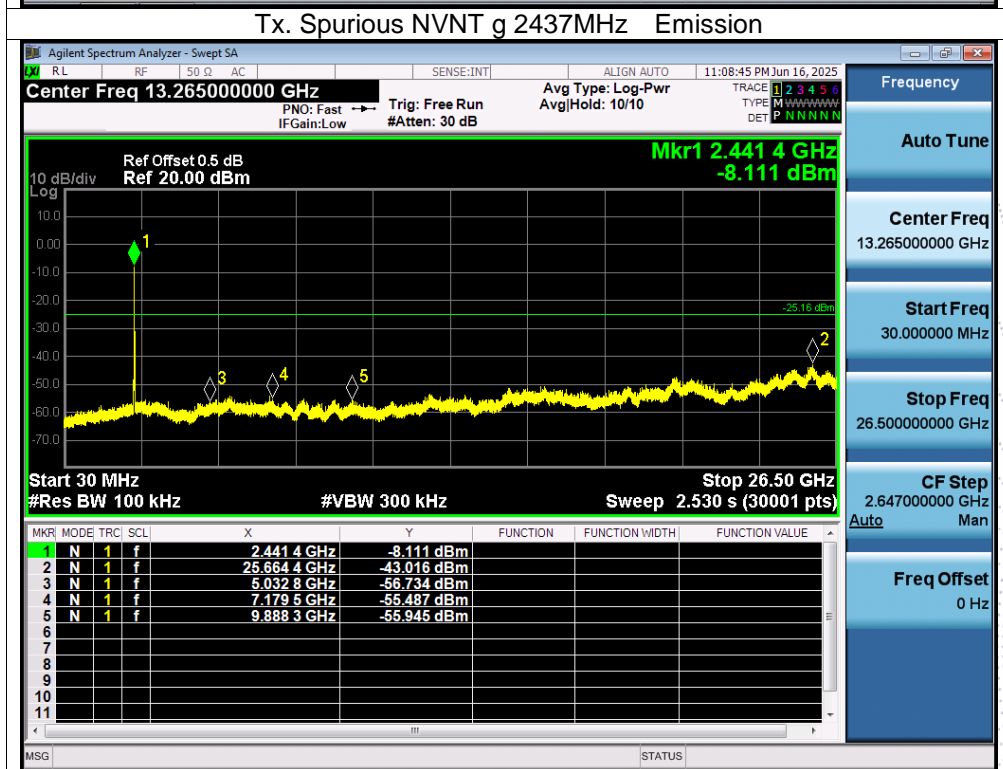 Tx. Spurious NVNT g 2437MHz Emission
Agilent Spectrum Analyzer - Swept SA
LXI RL RF 50 Ω AC SENSE:INT ALIGN AUTO 11:08:45 PM Jun 16, 2025
Center Freq 13.265000000 GHz
PNO: Fast
IFGain:Low
Trig: Free Run
#Atten: 30 dB
Avg Type: Log-Pwr
Avg|Hold: 10/10
TRACE 1 2 3 4 5 6
TYPE M WWWWW
DET P N N N N N
Mkr1 2.441 4 GHz
-8.111 dBm
Ref Offset 0.5 dB
10 dB/div Ref 20.00 dBm
Log
10.0
0.00
-10.0
-20.0
-30.0
-40.0
-50.0
-60.0
-70.0
-25.16 dBm
1
2
3
4
5
Start 30 MHz Stop 26.50 GHz
#Res BW 100 kHz #VBW 300 kHz Sweep 2.530 s (30001 pts)
MKR MODE TRC SCL X Y FUNCTION FUNCTION WIDTH FUNCTION VALUE
1 N 1 f 2.441 4 GHz -8.111 dBm
2 N 1 f 25.664 4 GHz -43.016 dBm
3 N 1 f 5.032 8 GHz -56.734 dBm
4 N 1 f 7.179 5 GHz -55.487 dBm
5 N 1 f 9.888 3 GHz -55.945 dBm
6
7
8
9
10
11
MSG STATUS
Frequency
Auto Tune
Center Freq
13.265000000 GHz
Start Freq
30.000000 MHz
Stop Freq
26.500000000 GHz
CF Step
2.647000000 GHz
Auto Man
Freq Offset
0 Hz